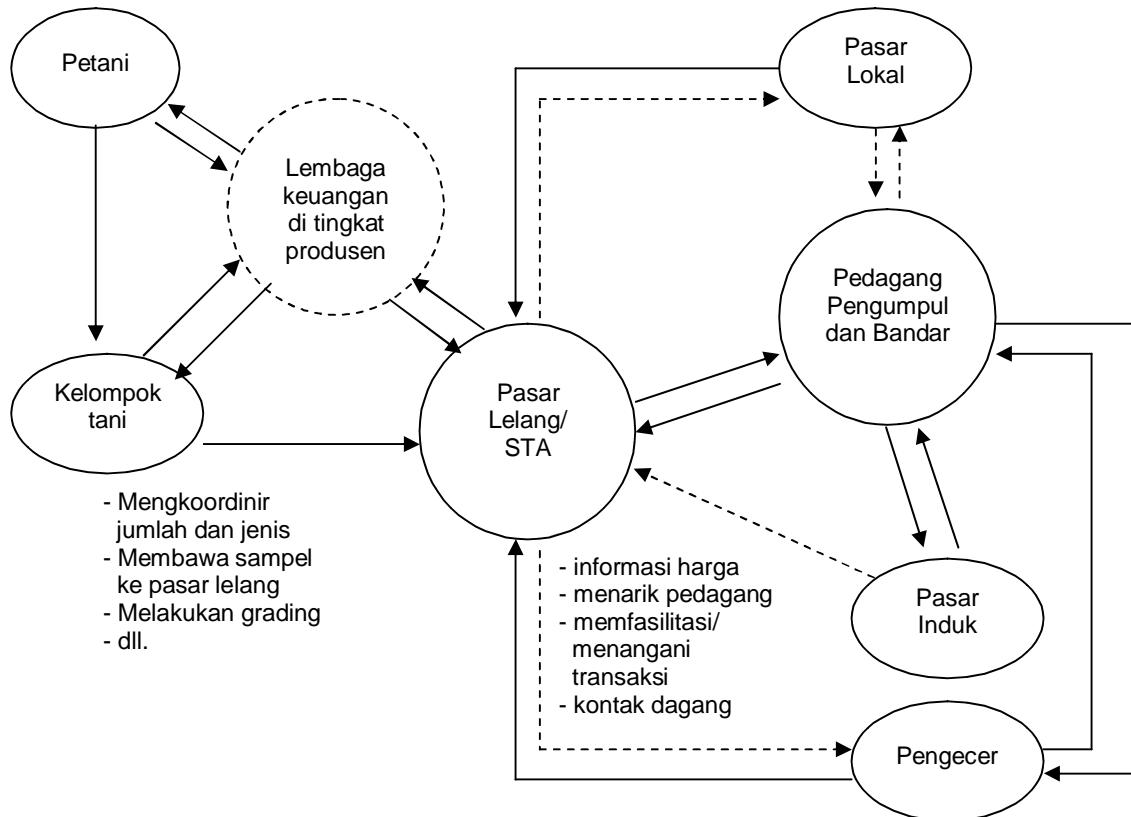 Petani
Pasar
Lokal
Lembaga
keuangan
di tingkat
produsen
Pedagang
Pengumpul
dan Bandar
Kelompok
tani
Pasar
Lelang/
STA
- Mengkoordinir
jumlah dan jenis
- Membawa sampel
ke pasar lelang
- Melakukan grading
- dll.
- informasi harga
- menarik pedagang
- memfasilitasi/
menangani
transaksi
- kontak dagang
Pasar
Induk
Pengecer